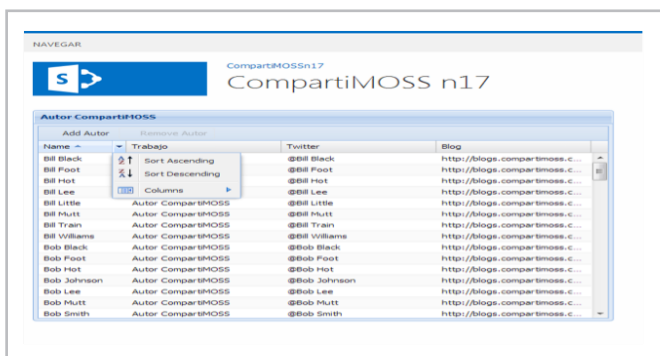 NAVEGAR
CompartiMOSSn17
S
CompartiMOSS n17
Autor CompartiMOSS
Add Autor Remove Autor
Name Trabajo Twitter Blog
Bill Black @Bill Black http://blogs.compartimoss.c...
Sort Ascending
Bill Foot @Bill Foot http://blogs.compartimoss.c...
Sort Descending
Bill Hot @Bill Hot http://blogs.compartimoss.c...
Bill Lee Columns @Bill Lee http://blogs.compartimoss.c...
Bill Little Autor CompartiMOSS @Bill Little http://blogs.compartimoss.c...
Bill Mutt Autor CompartiMOSS @Bill Mutt http://blogs.compartimoss.c...
Bill Train Autor CompartiMOSS @Bill Train http://blogs.compartimoss.c...
Bill Williams Autor CompartiMOSS @Bill Williams http://blogs.compartimoss.c...
Bob Black Autor CompartiMOSS @Bob Black http://blogs.compartimoss.c...
Bob Foot Autor CompartiMOSS @Bob Foot http://blogs.compartimoss.c...
Bob Hot Autor CompartiMOSS @Bob Hot http://blogs.compartimoss.c...
Bob Johnson Autor CompartiMOSS @Bob Johnson http://blogs.compartimoss.c...
Bob Lee Autor CompartiMOSS @Bob Lee http://blogs.compartimoss.c...
Bob Mutt Autor CompartiMOSS @Bob Mutt http://blogs.compartimoss.c...
Bob Smith Autor CompartiMOSS @Bob Smith http://blogs.compartimoss.c...